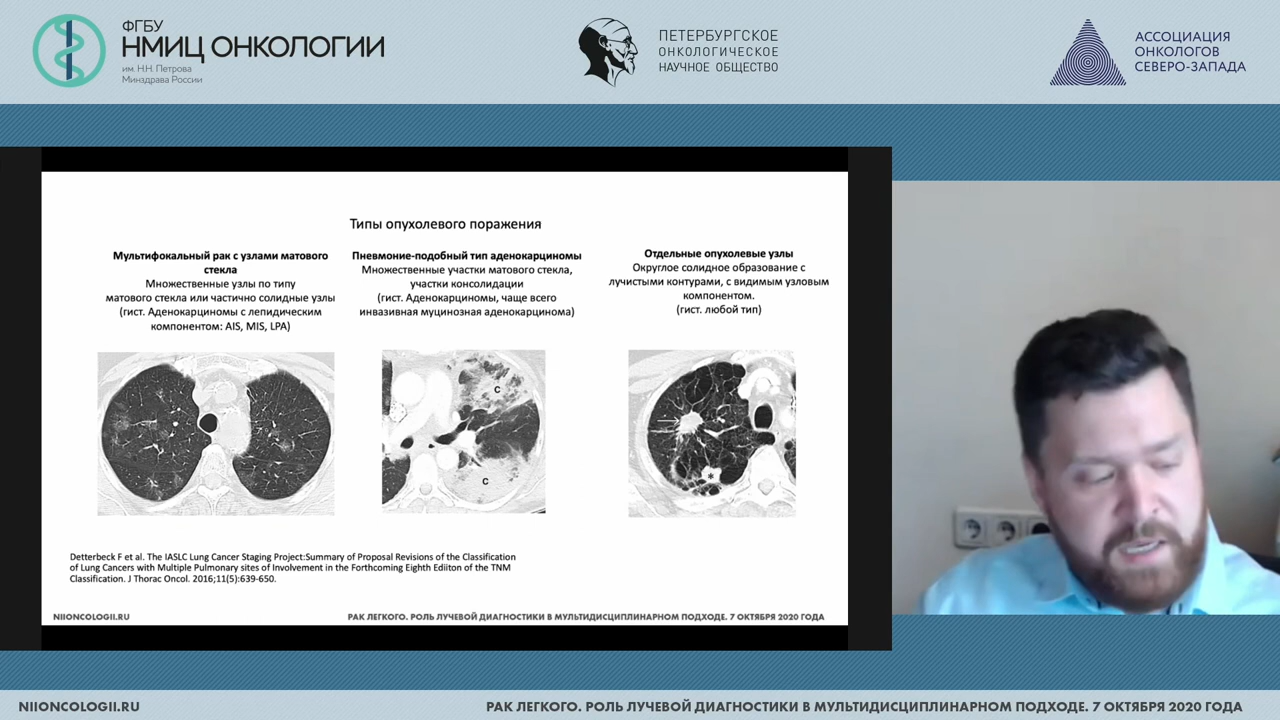 ФГБУ
НМИЦ ОНКОЛОГИИ
им. Н.Н. Петрова
Минздрава России
ПЕТЕРБУРГСКОЕ
ОНКОЛОГИЧЕСКОЕ
НАУЧНОЕ ОБЩЕСТВО
АССОЦИАЦИЯ
ОНКОЛОГОВ
СЕВЕРО-ЗАПАДА
Типы опухолевого поражения
Мультифокальный рак с узлами матового
стекла
Множественные узлы по типу
матового стекла или частично солидные узлы
(гист. Аденокарциномы с лепидическим
компонентом: AIS, MIS, LPA)
Пневмоние-подобный тип аденокарциномы
Множественные участки матового стекла,
участки консолидации
(гист. Аденокарциномы, чаще всего
инвазивная муцинозная аденокарцинома)
Отдельные опухолевые узлы
Округлое солидное образование с
лучистыми контурами, с видимым узловым
компонентом.
(гист. любой тип)
C
C
*
Detterbeck F et al. The IASLC Lung Cancer Staging Project:Summary of Proposal Revisions of the Classification
of Lung Cancers with Multiple Pulmonary sites of Involvement in the Forthcoming Eighth Ediiton of the TNM
Classification. J Thorac Oncol. 2016;11(5):639-650.
NIIONCOLOGII.RU
РАК ЛЕГКОГО. РОЛЬ ЛУЧЕВОЙ ДИАГНОСТИКИ В МУЛЬТИДИСЦИПЛИНАРНОМ ПОДХОДЕ. 7 ОКТЯБРЯ 2020 ГОДА
NIIONCOLOGII.RU
РАК ЛЕГКОГО. РОЛЬ ЛУЧЕВОЙ ДИАГНОСТИКИ В МУЛЬТИДИСЦИПЛИНАРНОМ ПОДХОДЕ. 7 ОКТЯБРЯ 2020 ГОДА